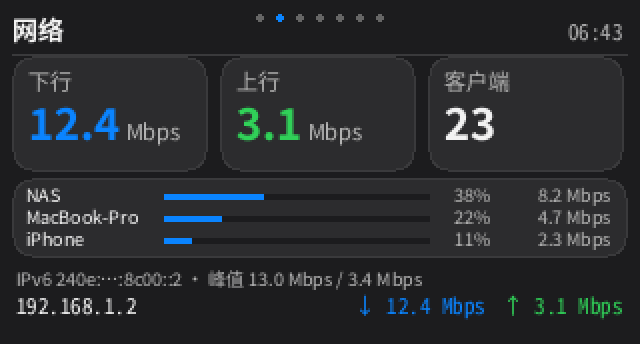 网络 06:43
下行 上行 客户端
12.4 Mbps 3.1 Mbps 23
NAS 38% 8.2 Mbps
MacBook-Pro 22% 4.7 Mbps
iPhone 11% 2.3 Mbps
IPv6 240e:⋯:8c00::2 · 峰值 13.0 Mbps / 3.4 Mbps
192.168.1.2 ↓ 12.4 Mbps ↑ 3.1 Mbps